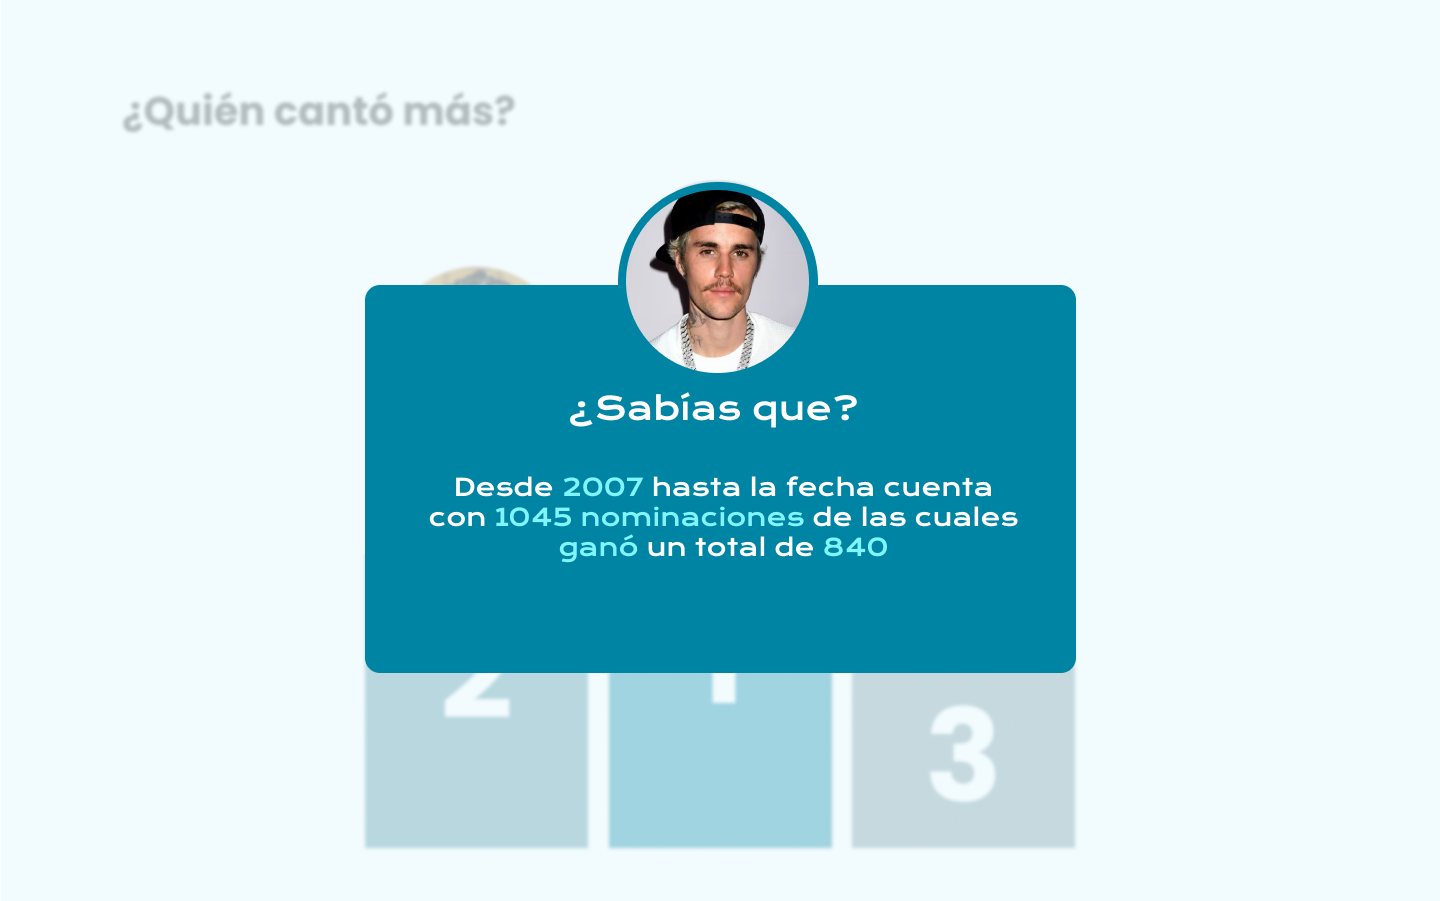 ¿Quién cantó más?
¿Sabías que?
Desde 2007 hasta la fecha cuenta
con 1045 nominaciones de las cuales
ganó un total de 840
2
1
3